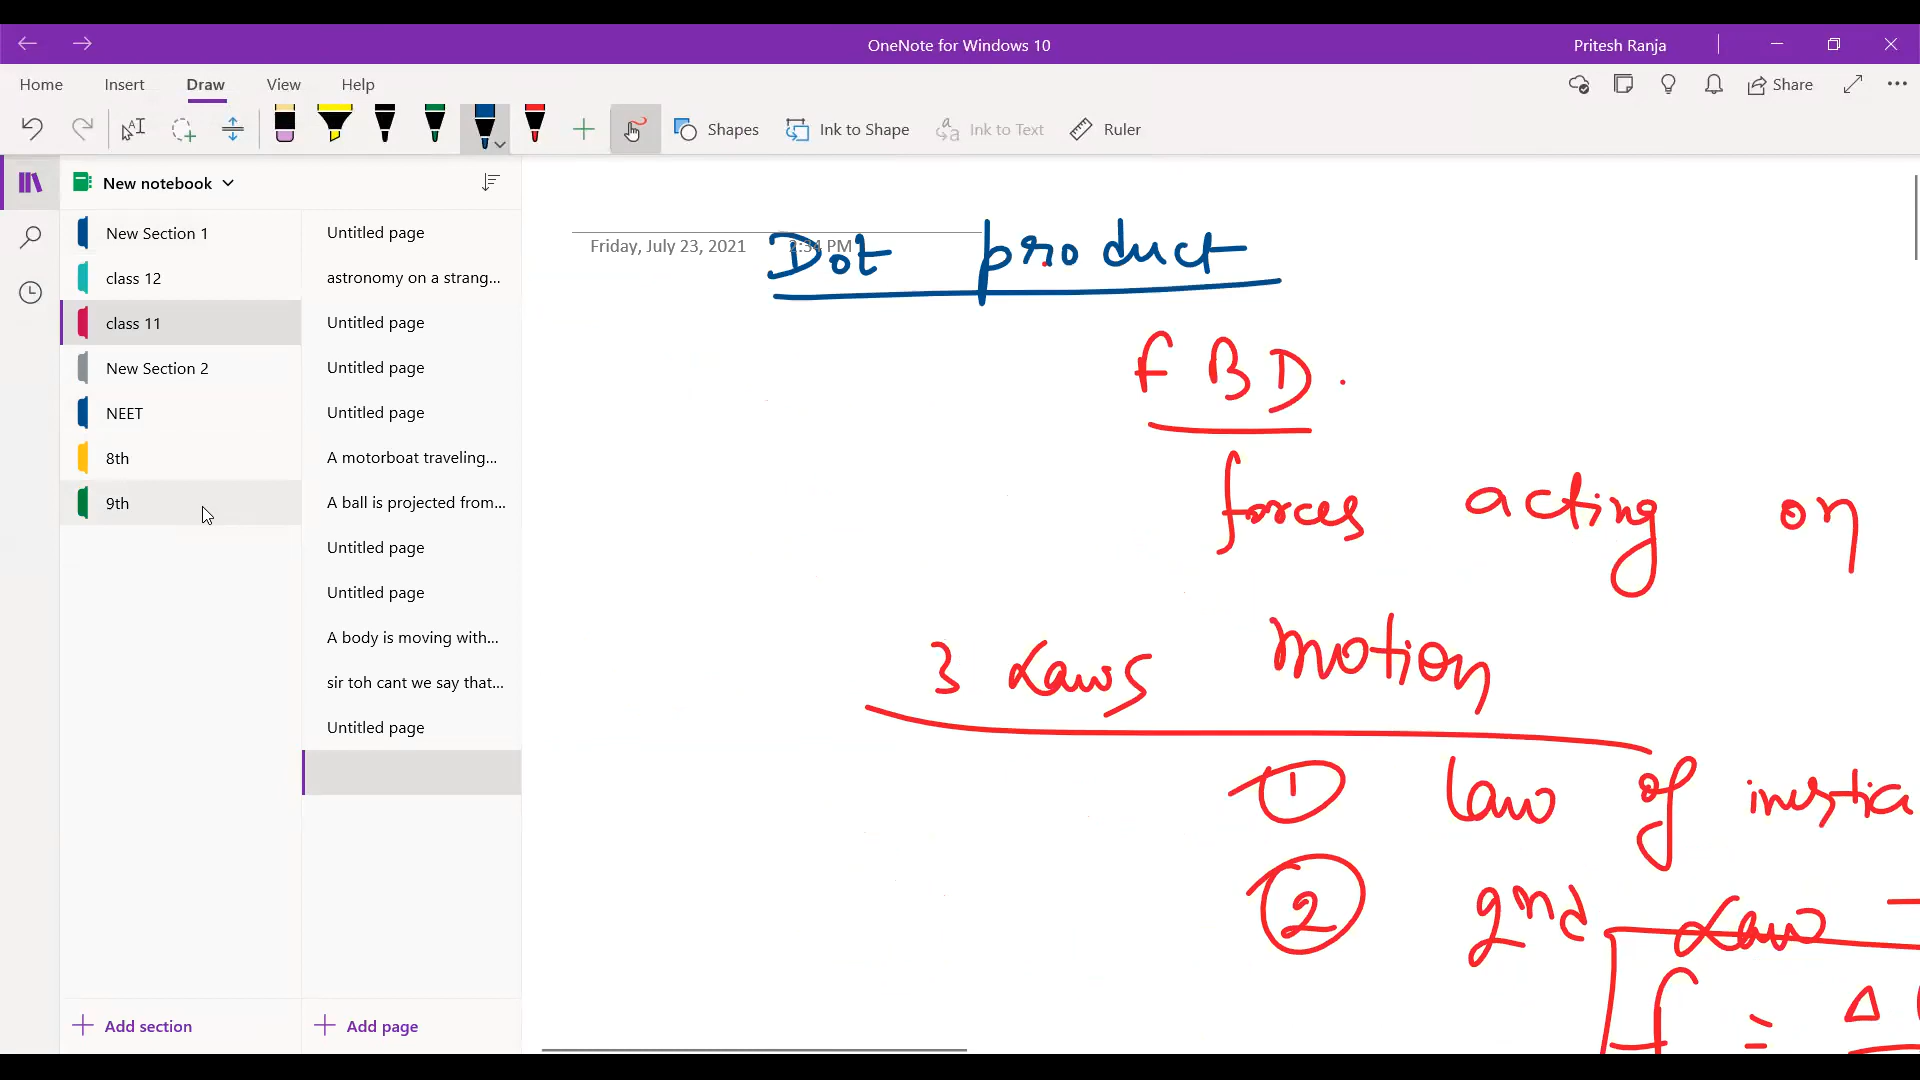 OneNote for Windows 10
Pritesh Ranja
Home Insert Draw View Help
Share
Shapes Ink to Shape Ink to Text Ruler
New notebook
New Section 1
class 12
class 11
New Section 2
NEET
8th
9th
Add section
Untitled page
astronomy on a strang...
Untitled page
Untitled page
Untitled page
A motorboat traveling...
A ball is projected from...
Untitled page
Untitled page
A body is moving with...
sir toh cant we say that...
Untitled page
Add page
Friday, July 23, 2021 2:34 PM
Dot product
FBD.
forces acting on
3 Laws motion
① law of inertia
② 2nd Law -
f = Δ